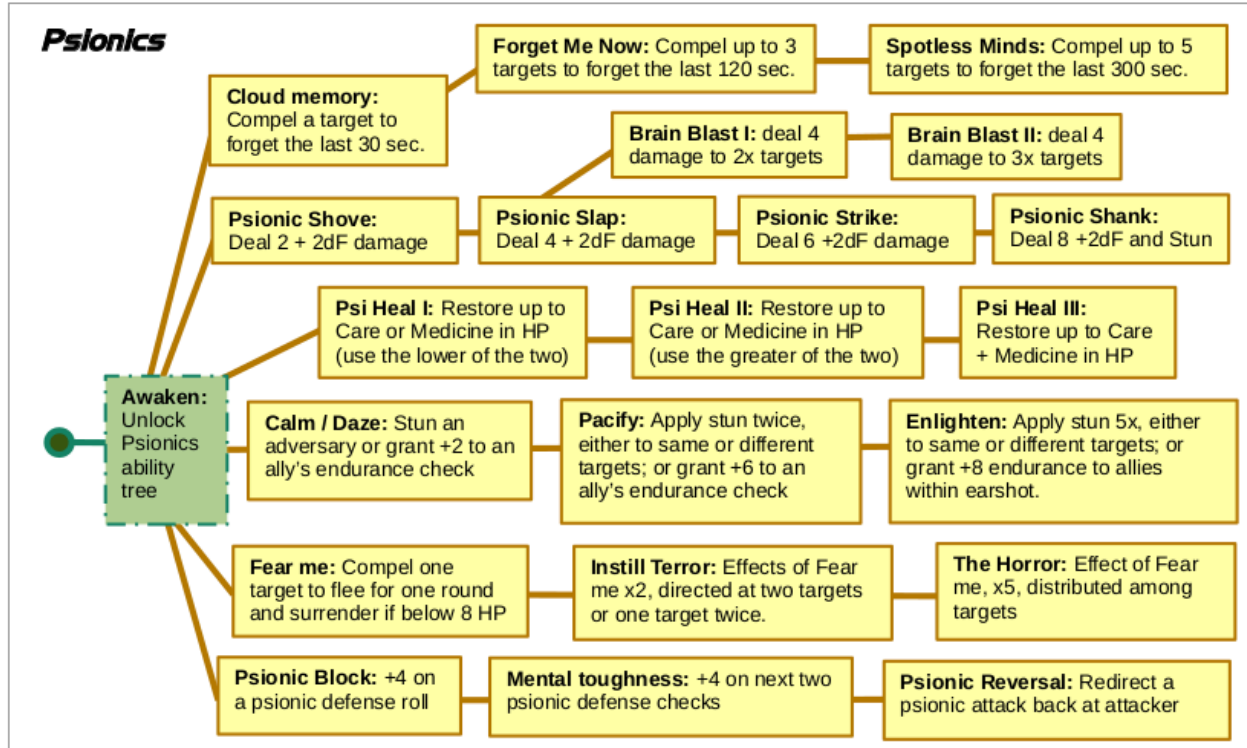 Psionics
Forget Me Now: Compel up to 3
targets to forget the last 120 sec.
Spotless Minds: Compel up to 5
targets to forget the last 300 sec.
Cloud memory:
Compel a target to
forget the last 30 sec.
Brain Blast I: deal 4
damage to 2x targets
Brain Blast II: deal 4
damage to 3x targets
Psionic Shove:
Deal 2 + 2dF damage
Psionic Slap:
Deal 4 + 2dF damage
Psionic Strike:
Deal 6 +2dF damage
Psionic Shank:
Deal 8 +2dF and Stun
Psi Heal I: Restore up to
Care or Medicine in HP
(use the lower of the two)
Psi Heal II: Restore up to
Care or Medicine in HP
(use the greater of the two)
Psi Heal III:
Restore up to Care
+ Medicine in HP
Awaken:
Unlock
Psionics
ability
tree
Calm / Daze: Stun an
adversary or grant +2 to an
ally's endurance check
Pacify: Apply stun twice,
either to same or different
targets; or grant +6 to an
ally's endurance check
Enlighten: Apply stun 5x, either
to same or different targets; or
grant +8 endurance to allies
within earshot.
Fear me: Compel one
target to flee for one round
and surrender if below 8 HP
Instill Terror: Effects of Fear
me x2, directed at two targets
or one target twice.
The Horror: Effect of Fear
me, x5, distributed among
targets
Psionic Block: +4 on
a psionic defense roll
Mental toughness: +4 on next two
psionic defense checks
Psionic Reversal: Redirect a
psionic attack back at attacker